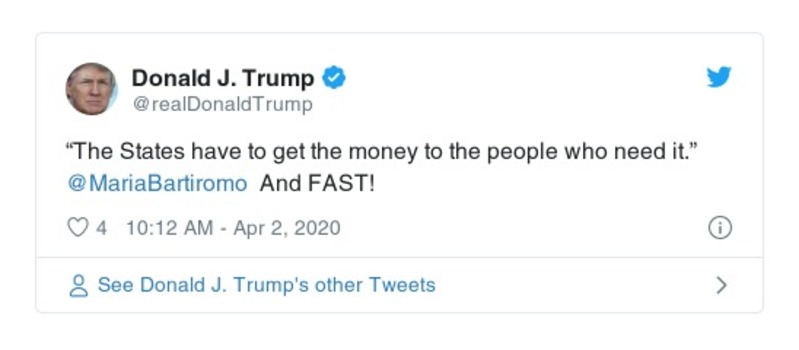 Donald J. Trump
@realDonaldTrump
“The States have to get the money to the people who need it.”
@MariaBartiromo And FAST!
4 10:12 AM - Apr 2, 2020
See Donald J. Trump's other Tweets